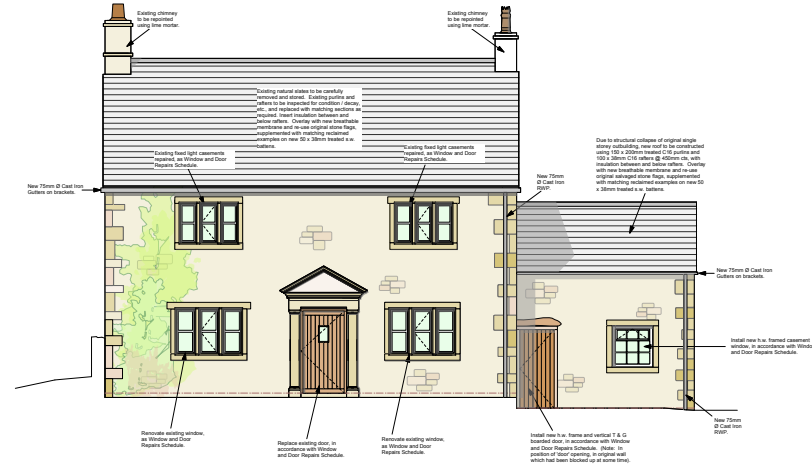 Existing chimney
to be repointed
using lime mortar.
Existing chimney
to be repointed
using lime mortar.
Existing natural slates to be carefully
removed and stored. Existing purlins and
rafters to be inspected for condition / decay,
etc., and replaced with matching sections as
required. Insert insulation between and
below rafters. Overlay with new breathable
membrane and re-use original stone flags,
supplemented with matching reclaimed
examples on new 50 x 38mm treated s.w.
battens.
Existing fixed light casements
repaired, as Window and Door
Repairs Schedule.
Existing fixed light casements
repaired, as Window and Door
Repairs Schedule.
Due to structural collapse of original single
storey outbuilding, new roof to be constructed
using 150 x 200mm treated C16 purlins and
100 x 38mm C16 rafters @ 450mm cts, with
insulation between and below rafters. Overlay
with new breathable membrane and re-use
original salvaged stone flags, supplemented
with matching reclaimed examples on new 50
x 38mm treated s.w. battens.
New 75mm Ø Cast Iron
Gutters on brackets.
New 75mm
Ø Cast Iron
RWP.
New 75mm Ø Cast Iron
Gutters on brackets.
Install new h.w. framed casement
window, in accordance with Windo
and Door Repairs Schedule.
New 75mm
Ø Cast Iron
RWP.
Renovate existing window,
as Window and Door
Repairs Schedule.
Replace existing door, in
accordance with Window
and Door Repairs Schedule.
Renovate existing window,
as Window and Door
Repairs Schedule.
Install new h.w. frame and vertical T & G
boarded door, in accordance with Window
and Door Repairs Schedule. (Note: In
position of 'door' opening, in original wall
which had been blocked up at some time).